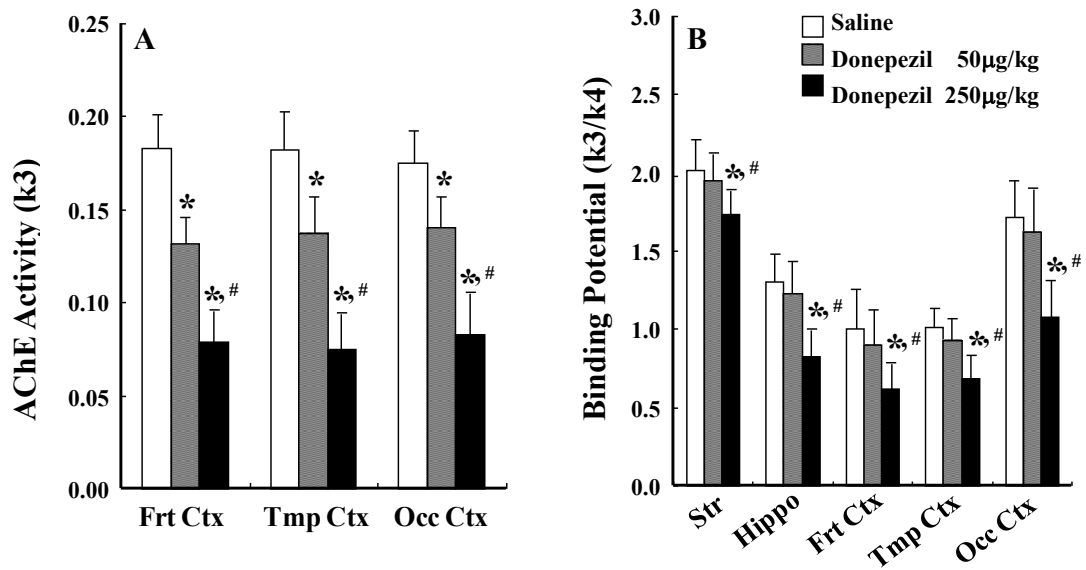 A
AChE Activity (k3)
0.25
0.20
0.15
0.10
0.05
0.00
*
*, #
*
*, #
*
*, #
Frt Ctx
Tmp Ctx
Occ Ctx
B
Saline
Donepezil 50μg/kg
Donepezil 250μg/kg
Binding Potential (k3/k4)
3.0
2.5
2.0
1.5
1.0
0.5
0.0
*, #
*, #
*, #
*, #
*, #
Str
Hippo
Frt Ctx
Tmp Ctx
Occ Ctx